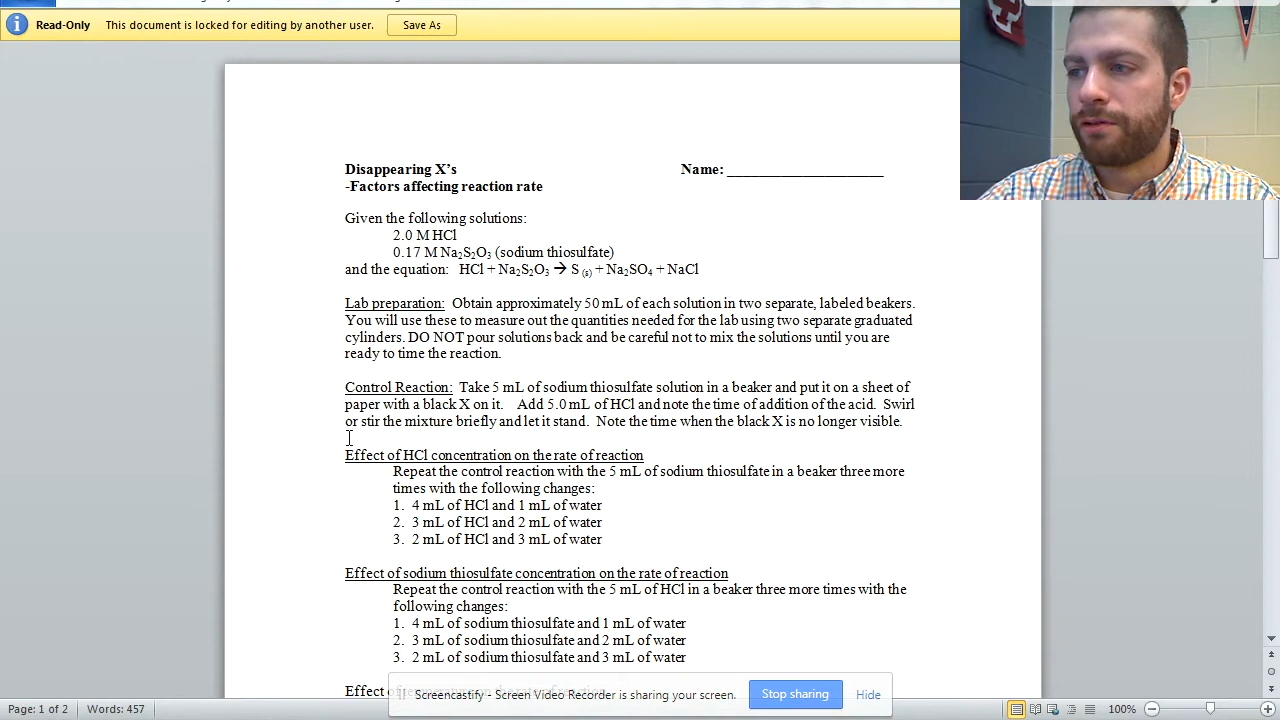 Read-Only This document is locked for editing by another user. Save As
Disappearing X's Name: ____________________
-Factors affecting reaction rate
Given the following solutions:
2.0 M HCl
0.17 M Na₂S₂O₃ (sodium thiosulfate)
and the equation: HCl + Na₂S₂O₃ → S (s) + Na₂SO₄ + NaCl
Lab preparation: Obtain approximately 50 mL of each solution in two separate, labeled beakers.
You will use these to measure out the quantities needed for the lab using two separate graduated
cylinders. DO NOT pour solutions back and be careful not to mix the solutions until you are
ready to time the reaction.
Control Reaction: Take 5 mL of sodium thiosulfate solution in a beaker and put it on a sheet of
paper with a black X on it. Add 5.0 mL of HCl and note the time of addition of the acid. Swirl
or stir the mixture briefly and let it stand. Note the time when the black X is no longer visible.
Effect of HCl concentration on the rate of reaction
Repeat the control reaction with the 5 mL of sodium thiosulfate in a beaker three more
times with the following changes:
1. 4 mL of HCl and 1 mL of water
2. 3 mL of HCl and 2 mL of water
3. 2 mL of HCl and 3 mL of water
Effect of sodium thiosulfate concentration on the rate of reaction
Repeat the control reaction with the 5 mL of HCl in a beaker three more times with the
following changes:
1. 4 mL of sodium thiosulfate and 1 mL of water
2. 3 mL of sodium thiosulfate and 2 mL of water
3. 2 mL of sodium thiosulfate and 3 mL of water
Effect
Screencastify - Screen Video Recorder is sharing your screen. Stop sharing Hide
Page: 1 of 2 Words: 457 100%